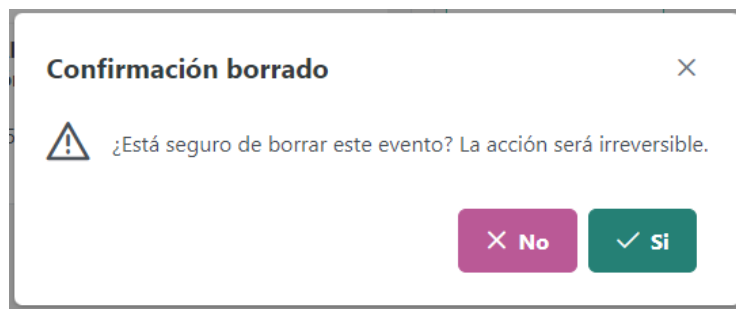 Confirmación borrado
¿Está seguro de borrar este evento? La acción será irreversible.
No
Si